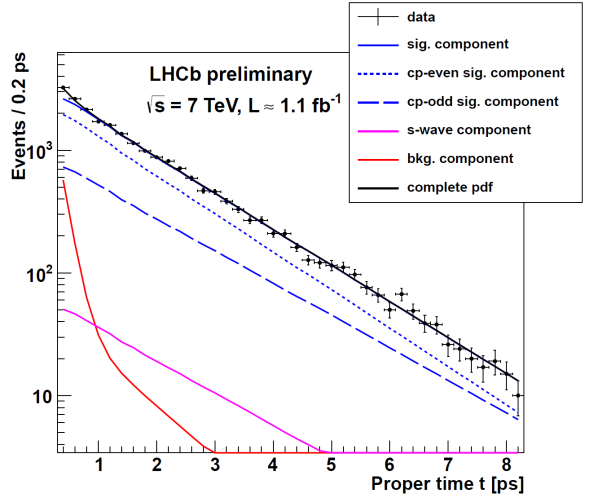 data
sig. component
cp-even sig. component
cp-odd sig. component
s-wave component
bkg. component
complete pdf
LHCb preliminary
√s = 7 TeV, L ≈ 1.1 fb⁻¹
Events / 0.2 ps
10³
10²
10
1 2 3 4 5 6 7 8
Proper time t [ps]